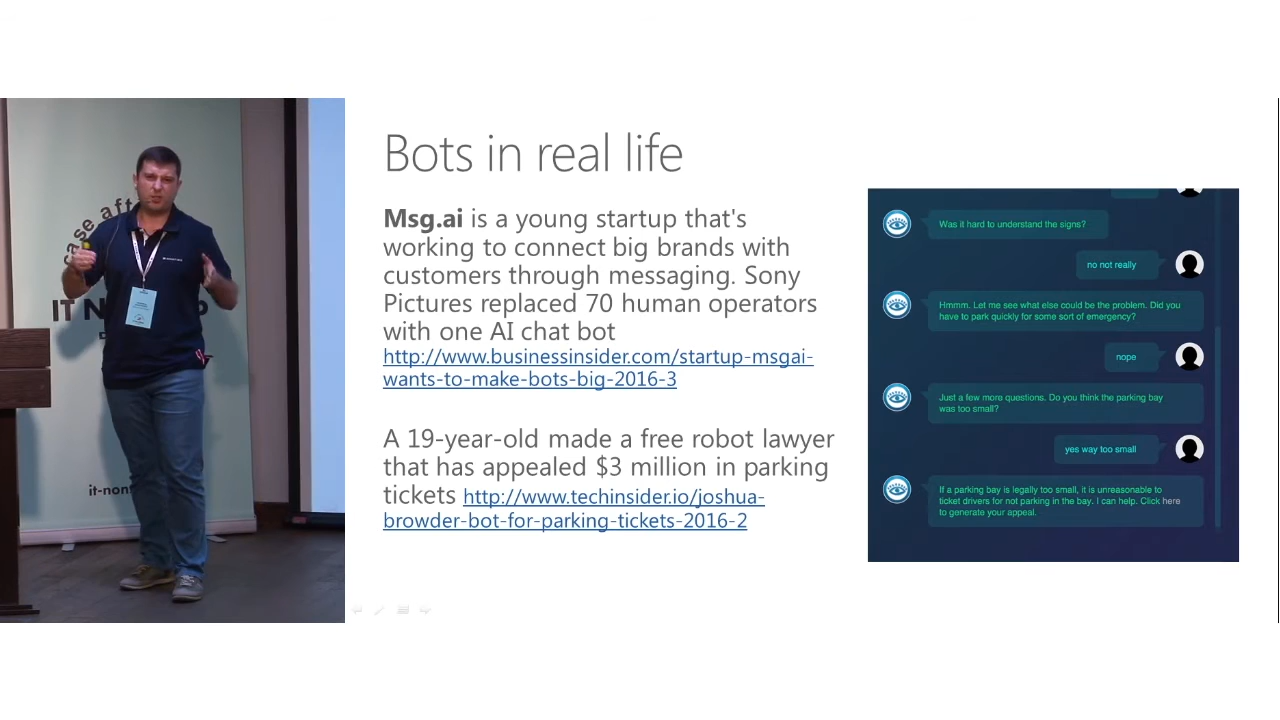 Bots in real life
Msg.ai is a young startup that's
working to connect big brands with
customers through messaging. Sony
Pictures replaced 70 human operators
with one AI chat bot
http://www.businessinsider.com/startup-msgai-
wants-to-make-bots-big-2016-3
A 19-year-old made a free robot lawyer
that has appealed $3 million in parking
tickets http://www.techinsider.io/joshua-
browder-bot-for-parking-tickets-2016-2
Was it hard to understand the signs?
no not really
Hmmm. Let me see what else could be the problem. Did you
have to park quickly for some sort of emergency?
nope
Just a few more questions. Do you think the parking bay
was too small?
yes way too small
If a parking bay is legally too small, it is unreasonable to
ticket drivers for not parking in the bay. I can help. Click here
to generate your appeal.
case afte
IT N
P
it-non